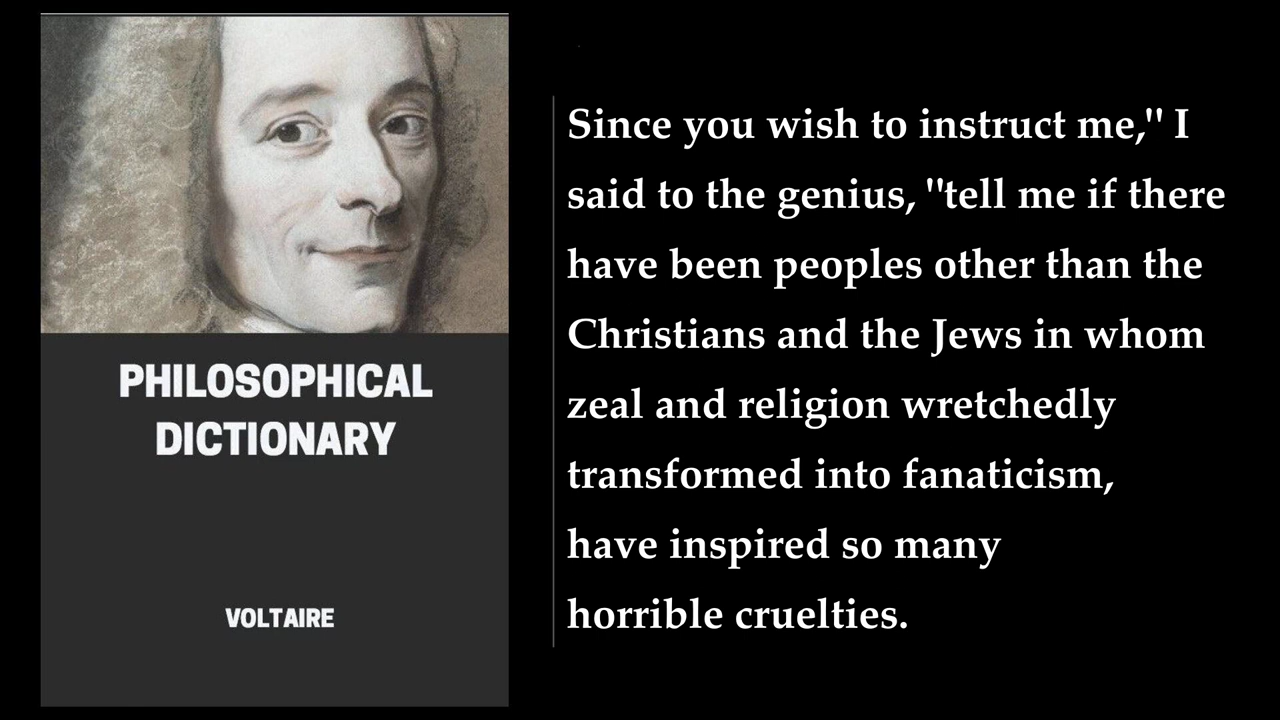 PHILOSOPHICAL
DICTIONARY
VOLTAIRE
Since you wish to instruct me," I
said to the genius, "tell me if there
have been peoples other than the
Christians and the Jews in whom
zeal and religion wretchedly
transformed into fanaticism,
have inspired so many
horrible cruelties.